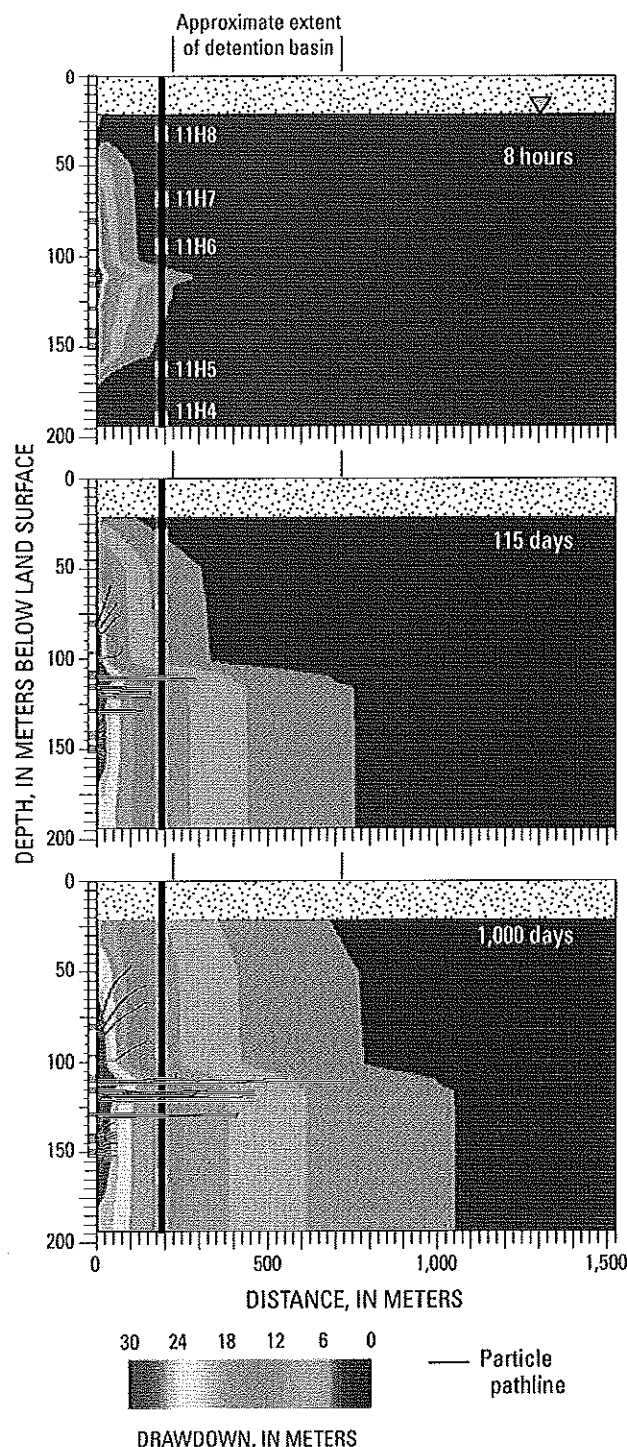 Approximate extent
of detention basin
0
50
100
150
200
11H8
11H7
11H6
11H5
11H4
8 hours
DEPTH, IN METERS BELOW LAND SURFACE
0
50
100
150
200
115 days
0
50
100
150
200
1,000 days
0 500 1,000 1,500
DISTANCE, IN METERS
30 24 18 12 6 0
DRAWDOWN, IN METERS
Particle
pathline